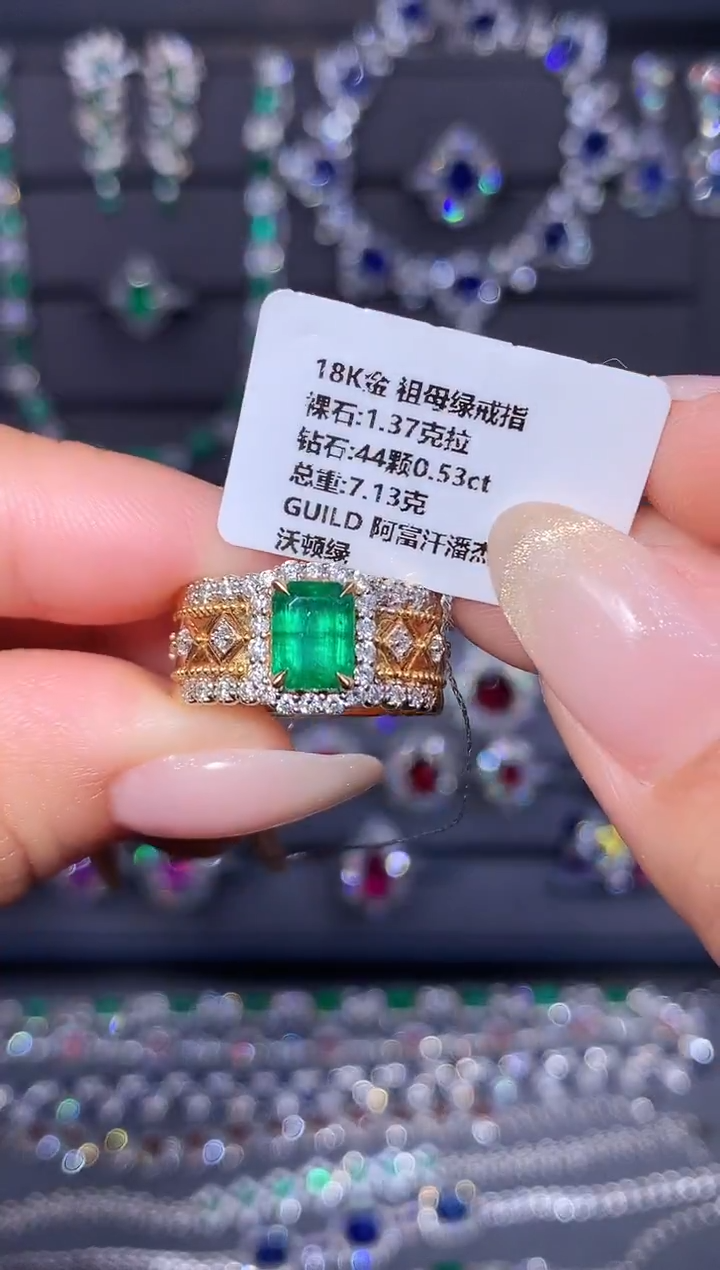 18K金 祖母绿戒指
裸石:1.37克拉
钻石:44颗0.53ct
总重:7.13克
GUILD 阿富汗潘杰
沃顿绿